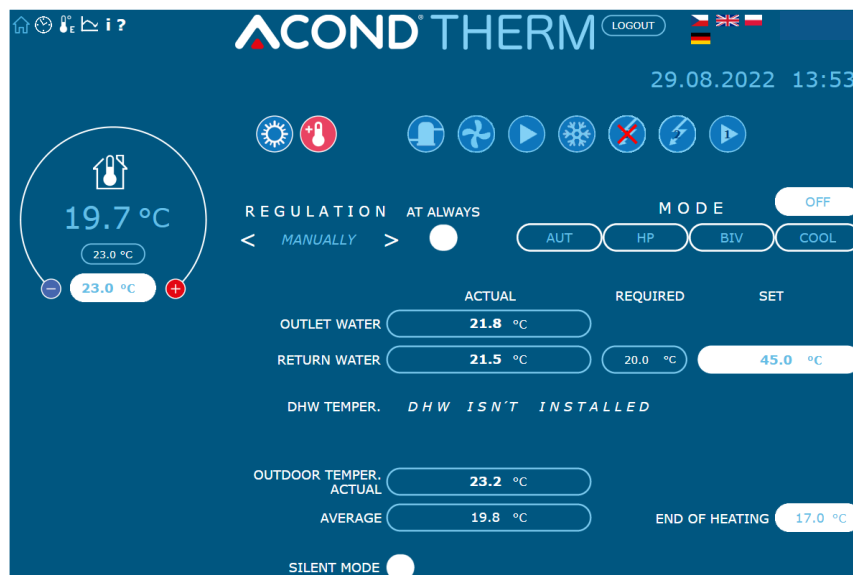 E i ?
ACOND® THERM LOGOUT
29.08.2022 13:53
1
19.7 °C
23.0 °C
23.0 °C
REGULATION AT ALWAYS
< MANUALLY >
MODE OFF
AUT HP BIV COOL
ACTUAL REQUIRED SET
OUTLET WATER 21.8 °C
RETURN WATER 21.5 °C 20.0 °C 45.0 °C
DHW TEMPER. DHW ISN´T INSTALLED
OUTDOOR TEMPER.
ACTUAL 23.2 °C
AVERAGE 19.8 °C END OF HEATING 17.0 °C
SILENT MODE